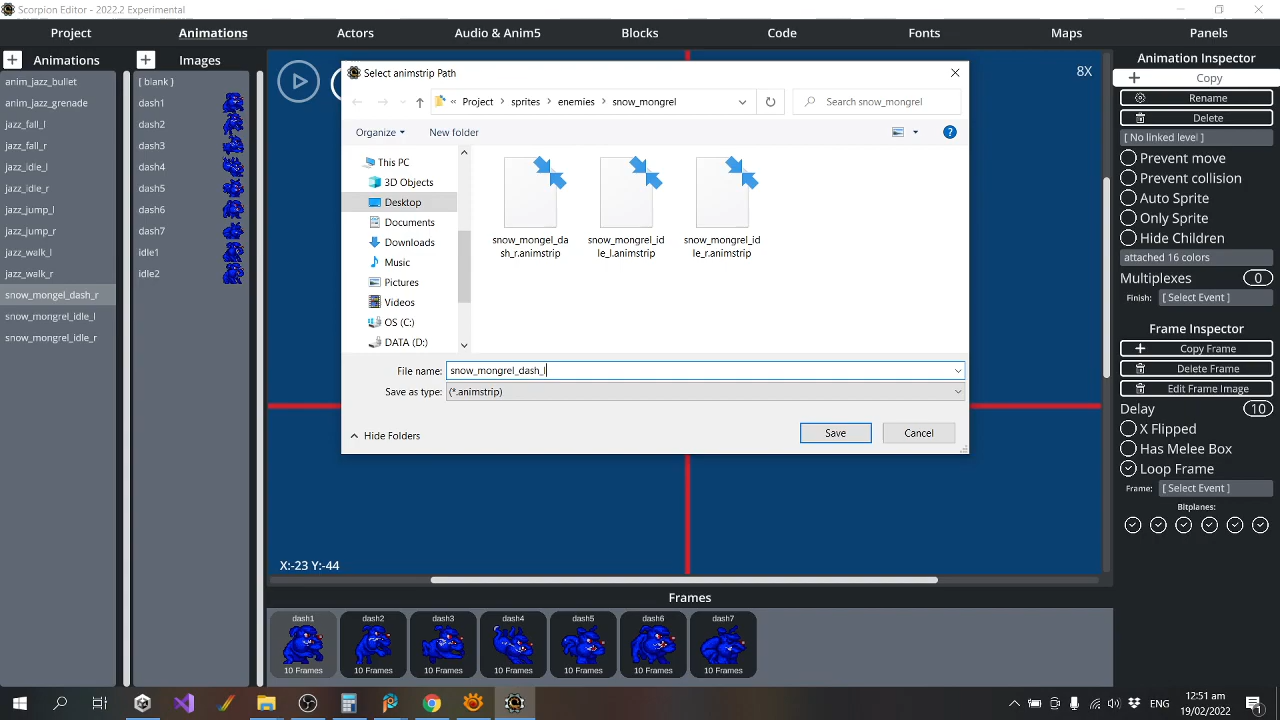 Scorpion Editor - 2022.2 Experimental
Project
Animations
Actors
Audio & Anim5
Blocks
Code
Fonts
Maps
Panels
Animations
anim_jazz_bullet
anim_jazz_grenade
jazz_fall_l
jazz_fall_r
jazz_idle_l
jazz_idle_r
jazz_jump_l
jazz_jump_r
jazz_walk_l
jazz_walk_r
snow_mongel_dash_r
snow_mongrel_idle_l
snow_mongrel_idle_r
Images
[ blank ]
dash1
dash2
dash3
dash4
dash5
dash6
dash7
idle1
idle2
8X
Select animstrip Path
« Project › sprites › enemies › snow_mongrel
Search snow_mongrel
Organize
New folder
This PC
3D Objects
Desktop
Documents
Downloads
Music
Pictures
Videos
OS (C:)
DATA (D:)
snow_mongel_da
sh_r.animstrip
snow_mongrel_id
le_l.animstrip
snow_mongrel_id
le_r.animstrip
File name: snow_mongrel_dash_l
Save as type: (*.animstrip)
Hide Folders
Save
Cancel
X:-23 Y:-44
Frames
dash1
10 Frames
dash2
10 Frames
dash3
10 Frames
dash4
10 Frames
dash5
10 Frames
dash6
10 Frames
dash7
10 Frames
Animation Inspector
Copy
Rename
Delete
[ No linked level ]
Prevent move
Prevent collision
Auto Sprite
Only Sprite
Hide Children
attached 16 colors
Multiplexes 0
Finish: [ Select Event ]
Frame Inspector
Copy Frame
Delete Frame
Edit Frame Image
Delay 10
X Flipped
Has Melee Box
Loop Frame
Frame: [ Select Event ]
Bitplanes:
ENG
12:51 am
19/02/2022
1